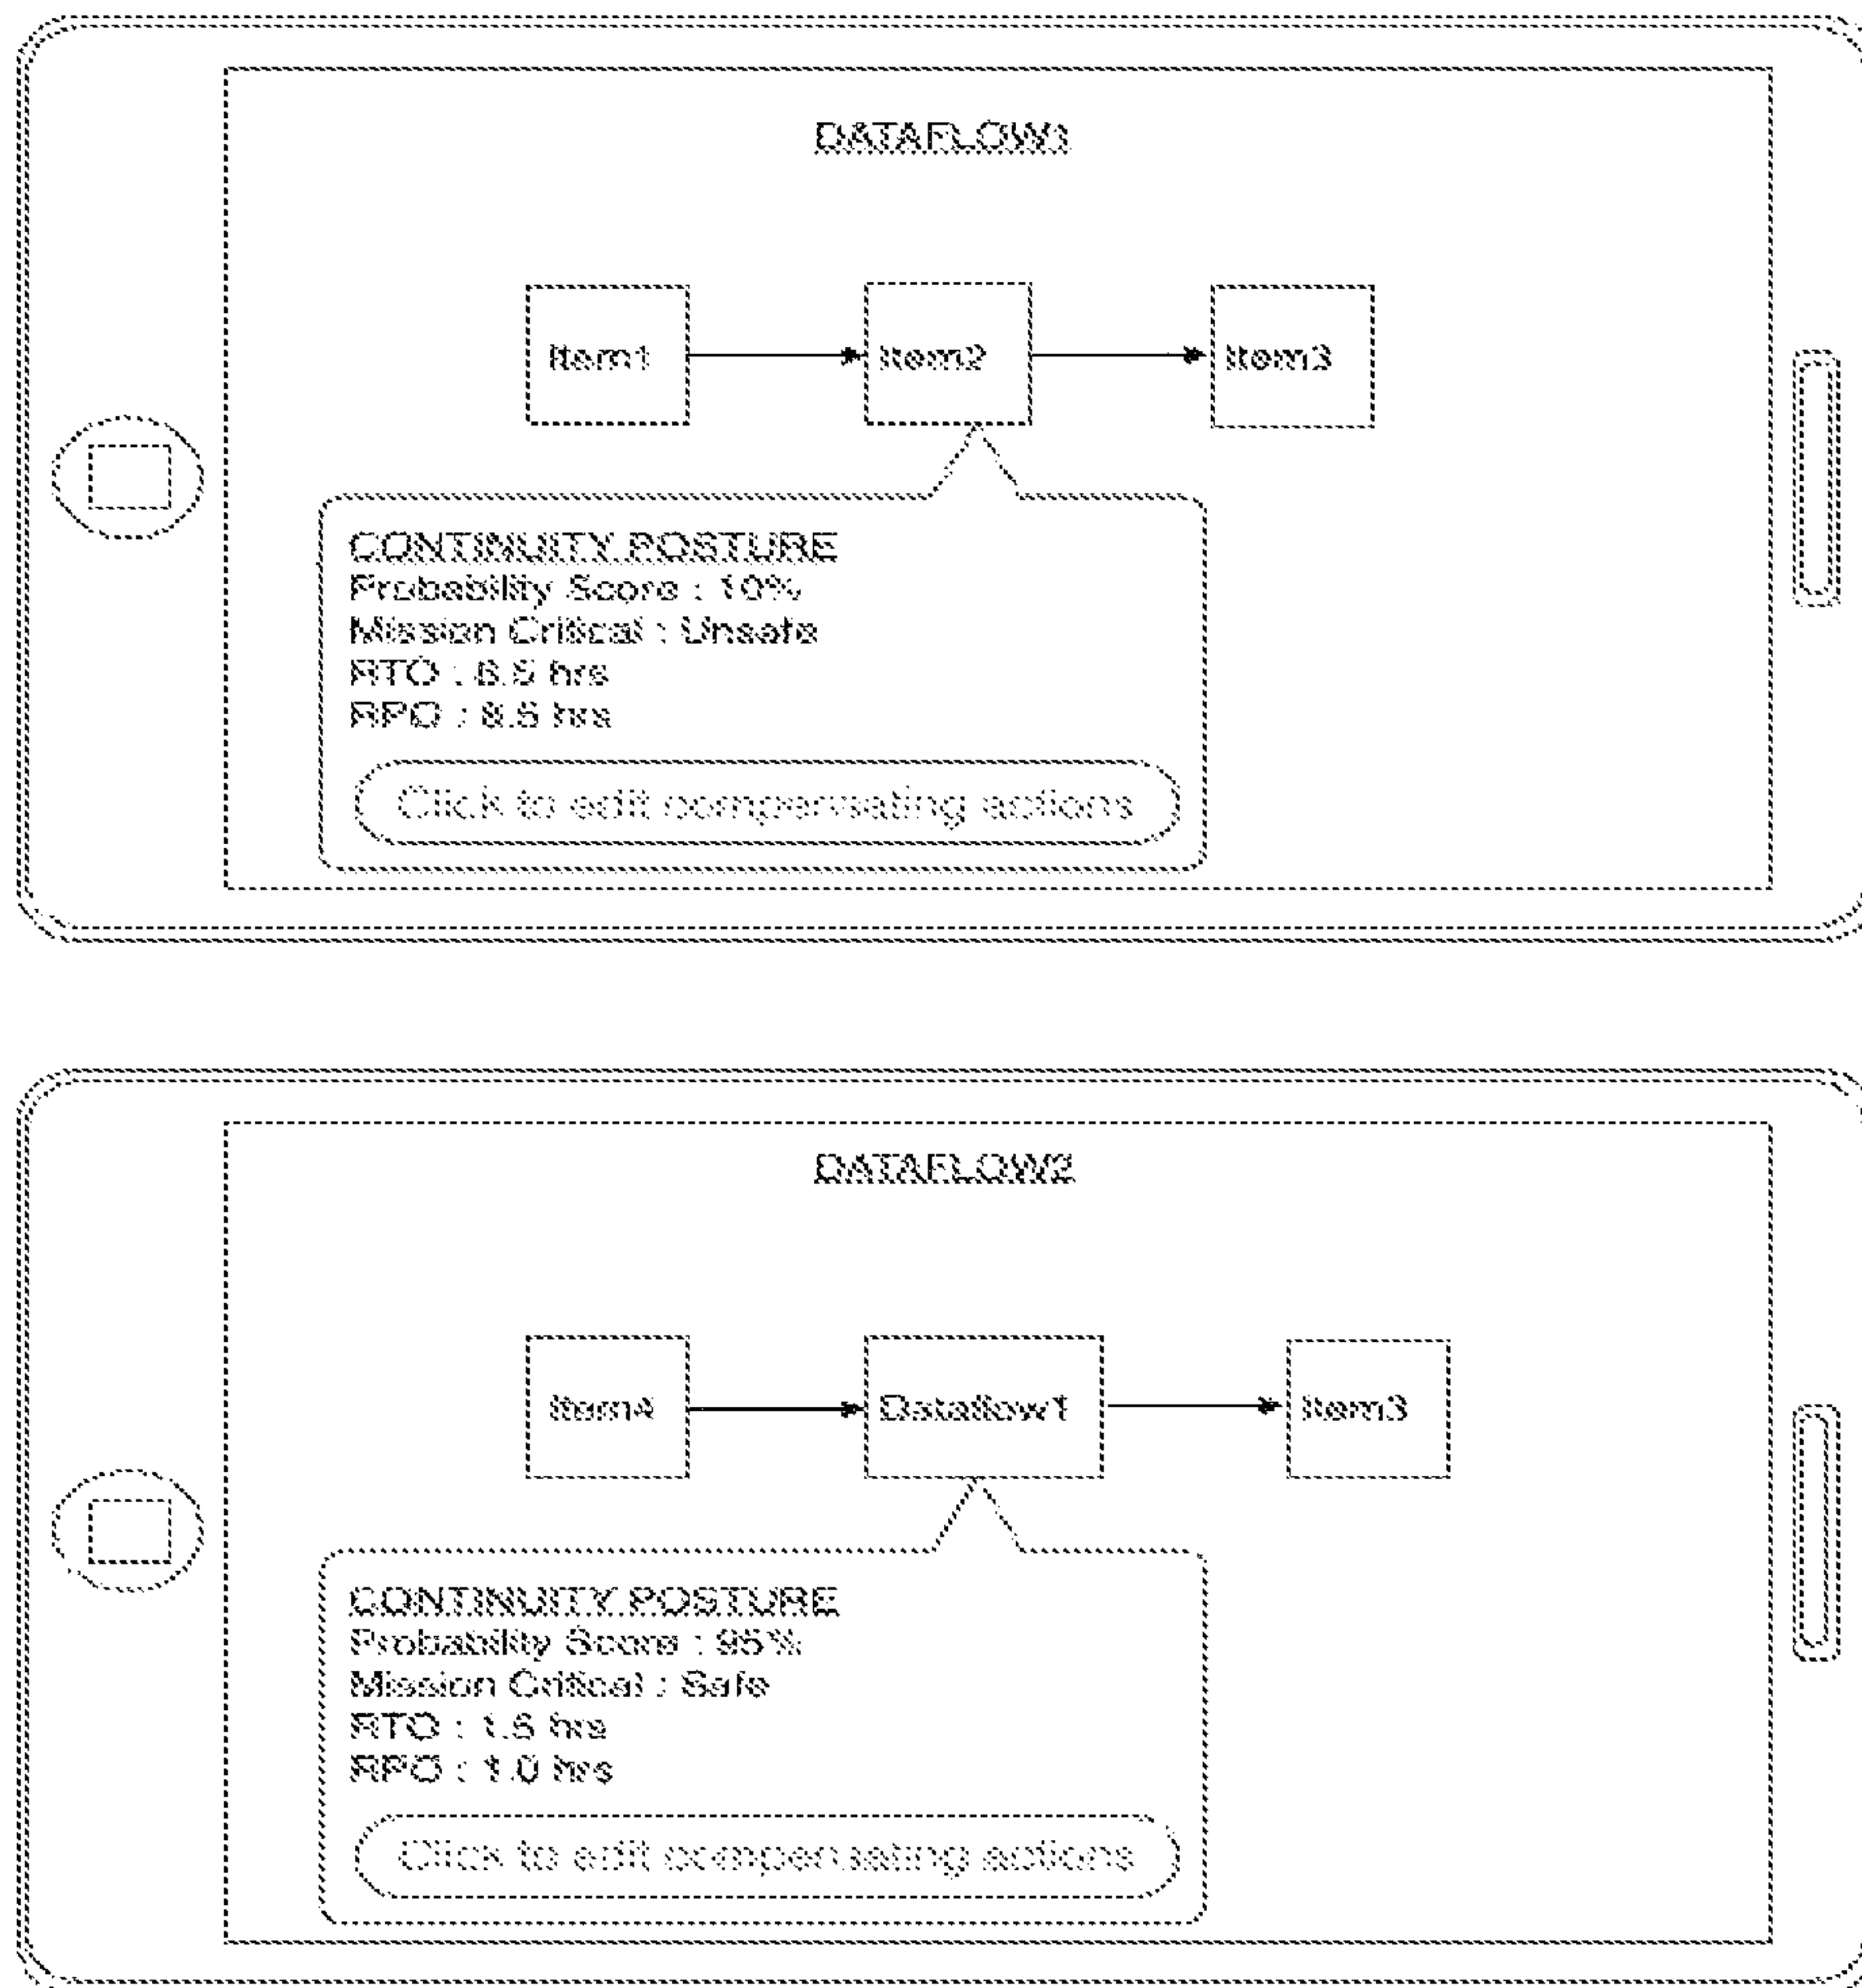 DATAFLOW1
Item1
Item2
Item3
CONTINUITY POSTURE
Probability Score : 10%
Mission Critical : Unsafe
RTO : hrs
RPO : 8.5 hrs
Click to edit compensating actions
DATAFLOW2
Item4
Dataflow1
Item3
CONTINUITY POSTURE
Probability Score : 95%
Mission Critical : Safe
RTO : 1.5 hrs
RPO : 1.0 hrs
Click to edit compensating actions